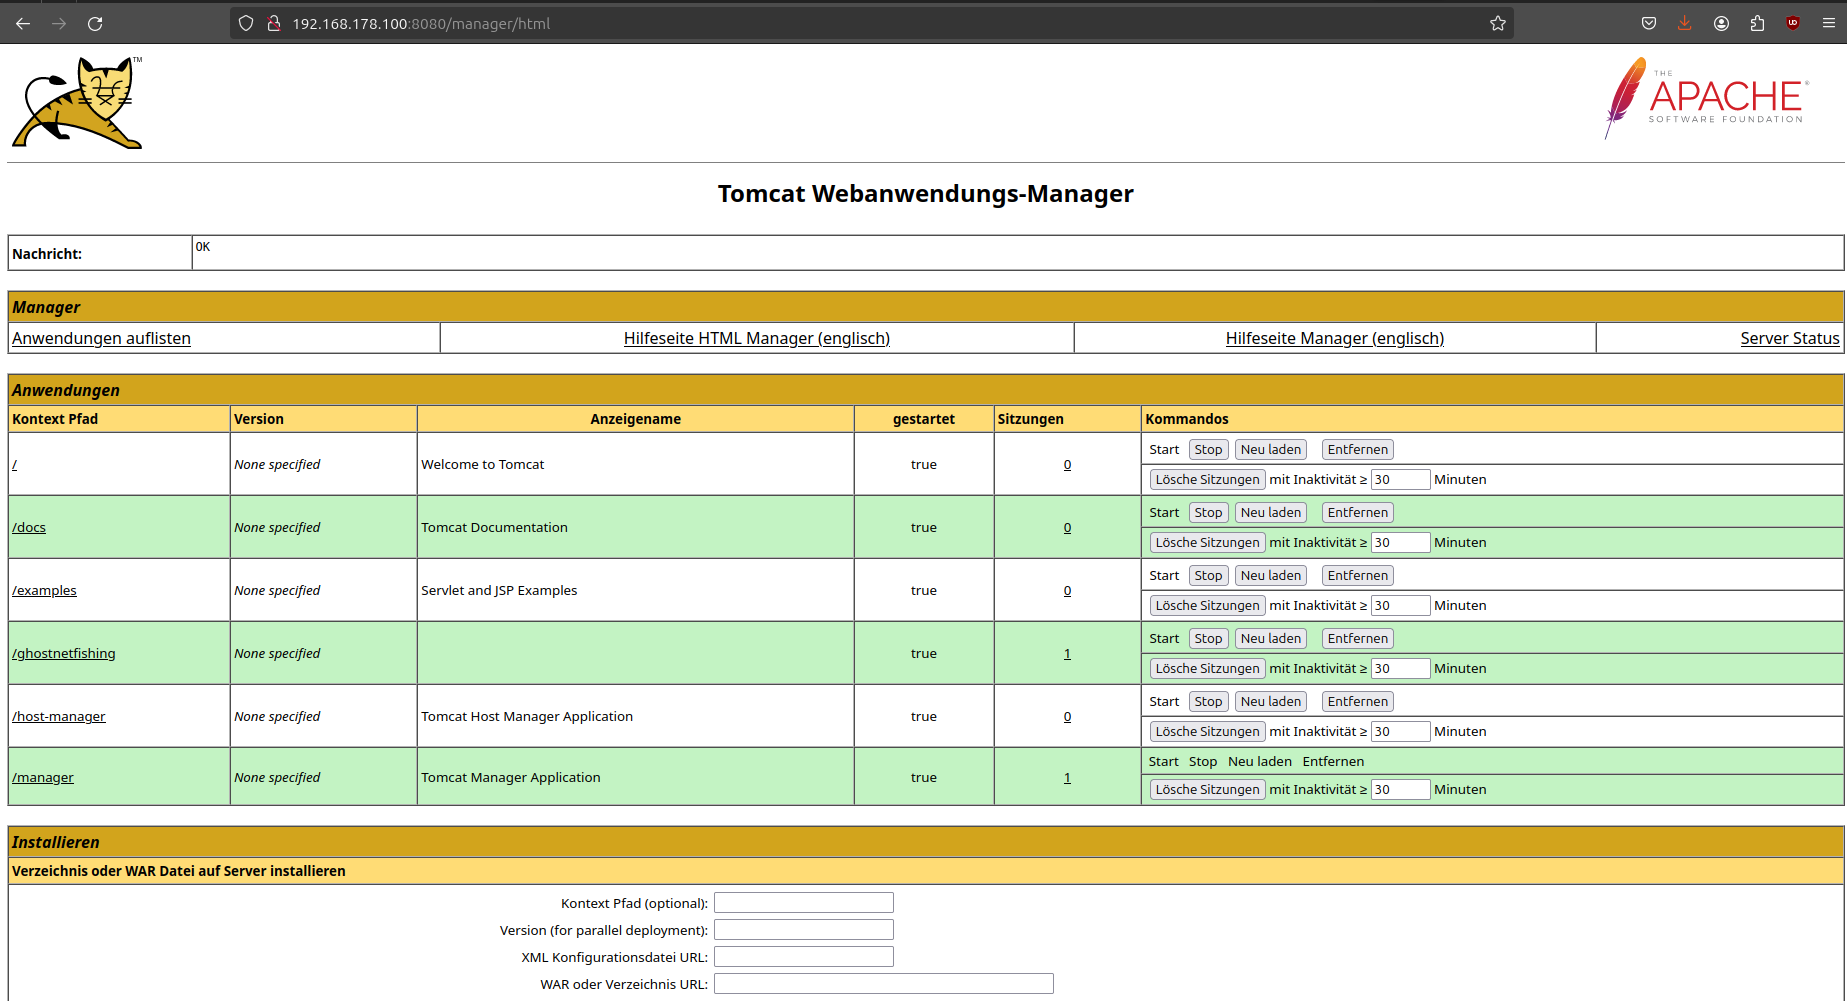 192.168.178.100:8080/manager/html
TM
THE
APACHE®
SOFTWARE FOUNDATION
Tomcat Webanwendungs-Manager
Nachricht: OK
Manager
Anwendungen auflisten Hilfeseite HTML Manager (englisch) Hilfeseite Manager (englisch) Server Status
Anwendungen
Kontext Pfad Version Anzeigename gestartet Sitzungen Kommandos
/ None specified Welcome to Tomcat true 0 Start Stop Neu laden Entfernen
Lösche Sitzungen mit Inaktivität ≥ 30 Minuten
/docs None specified Tomcat Documentation true 0 Start Stop Neu laden Entfernen
Lösche Sitzungen mit Inaktivität ≥ 30 Minuten
/examples None specified Servlet and JSP Examples true 0 Start Stop Neu laden Entfernen
Lösche Sitzungen mit Inaktivität ≥ 30 Minuten
/ghostnetfishing None specified true 1 Start Stop Neu laden Entfernen
Lösche Sitzungen mit Inaktivität ≥ 30 Minuten
/host-manager None specified Tomcat Host Manager Application true 0 Start Stop Neu laden Entfernen
Lösche Sitzungen mit Inaktivität ≥ 30 Minuten
/manager None specified Tomcat Manager Application true 1 Start Stop Neu laden Entfernen
Lösche Sitzungen mit Inaktivität ≥ 30 Minuten
Installieren
Verzeichnis oder WAR Datei auf Server installieren
Kontext Pfad (optional):
Version (for parallel deployment):
XML Konfigurationsdatei URL:
WAR oder Verzeichnis URL: